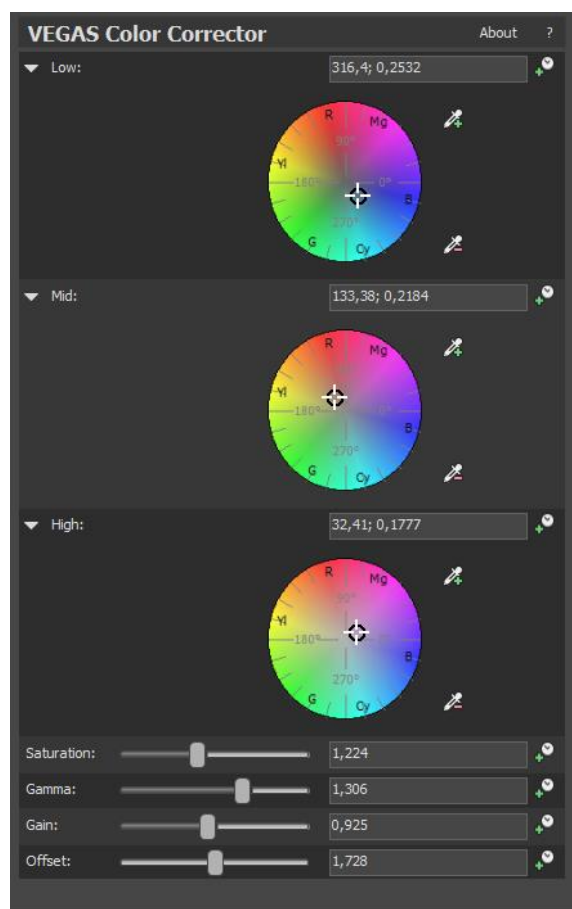 VEGAS Color Corrector About ?
Low: 316,4; 0,2532
R Mg
90°
Yl 180° 0°
B
270°
G Cy
Mid: 133,38; 0,2184
R Mg
Yl
180° 0°
B
270°
G Cy
High: 32,41; 0,1777
R Mg
90°
Yl
180° 0°
B
270°
G Cy
Saturation: 1,224
Gamma: 1,306
Gain: 0,925
Offset: 1,728